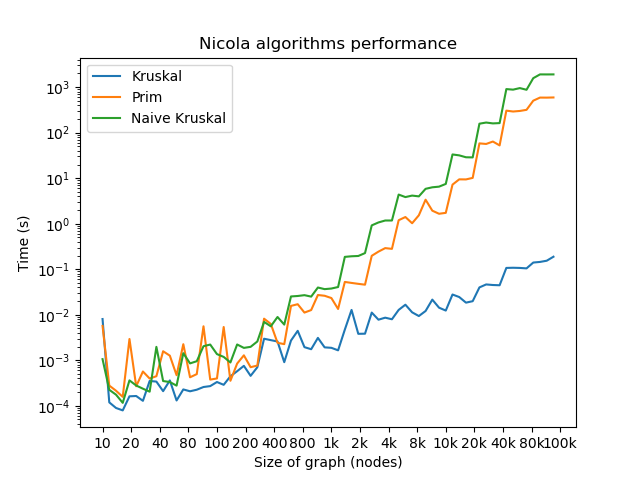 Nicola algorithms performance
Kruskal
Prim
Naive Kruskal
Time (s)
10³
10²
10¹
10⁰
10⁻¹
10⁻²
10⁻³
10⁻⁴
10 20 40 80 100 200 400 800 1k 2k 4k 8k 10k 20k 40k 80k 100k
Size of graph (nodes)